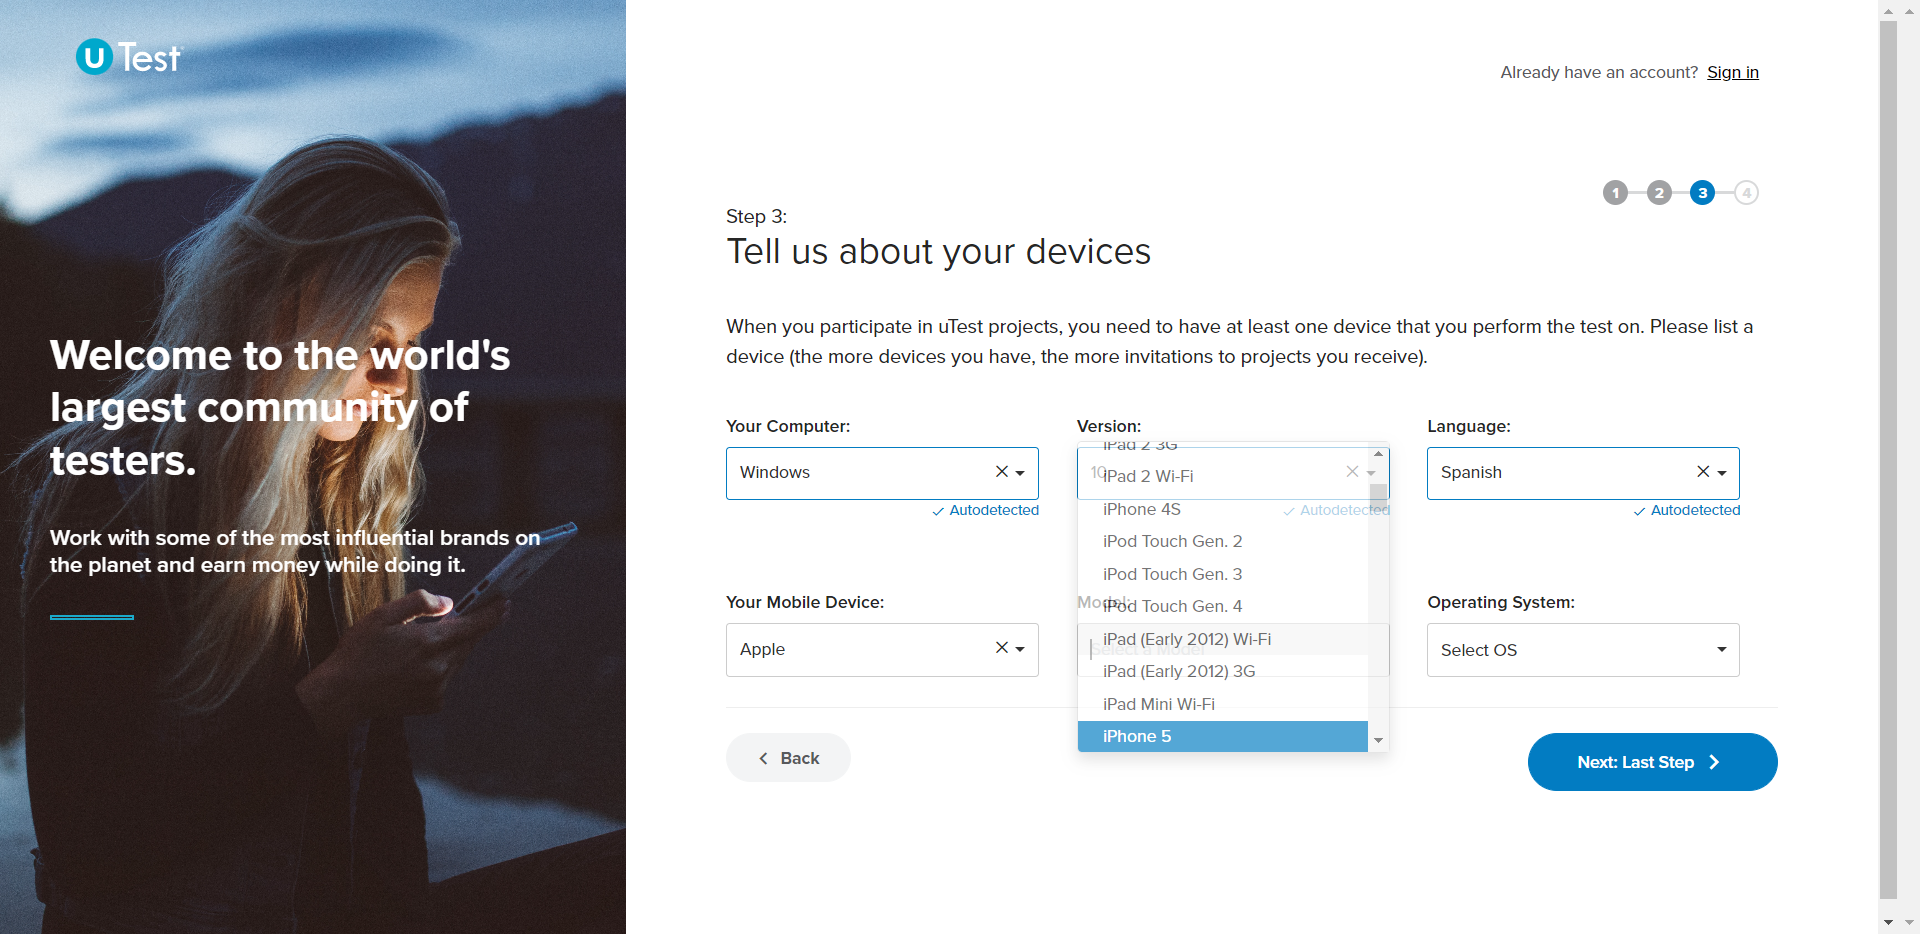 U Test
Already have an account? Sign in
1 2 3 4
Step 3:
Tell us about your devices
When you participate in uTest projects, you need to have at least one device that you perform the test on. Please list a
device (the more devices you have, the more invitations to projects you receive).
Welcome to the world's
largest community of
testers.
Work with some of the most influential brands on
the planet and earn money while doing it.
Your Computer:
Windows
Autodetected
Version:
10
Autodetected
Language:
Spanish
Autodetected
Your Mobile Device:
Apple
Model:
Select a Model
Operating System:
Select OS
iPad 2 3G
iPad 2 Wi-Fi
iPhone 4S
iPod Touch Gen. 2
iPod Touch Gen. 3
iPod Touch Gen. 4
iPad (Early 2012) Wi-Fi
iPad (Early 2012) 3G
iPad Mini Wi-Fi
iPhone 5
Back
Next: Last Step